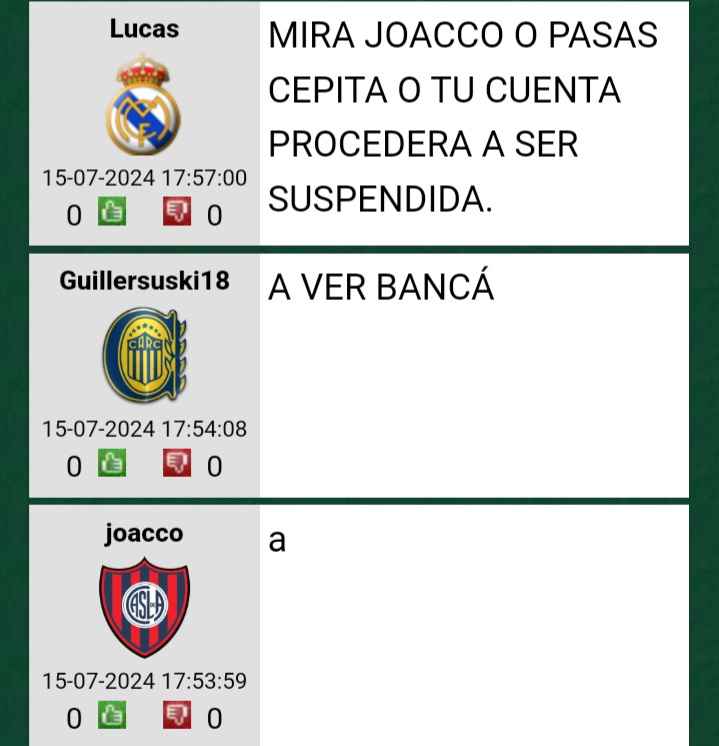 Lucas
MIRA JOACCO O PASAS
CEPITA O TU CUENTA
PROCEDERA A SER
SUSPENDIDA.
15-07-2024 17:57:00
0 0
Guillersuski18
A VER BANCÁ
CARC
15-07-2024 17:54:08
0 0
joacco
a
CASLA
15-07-2024 17:53:59
0 0